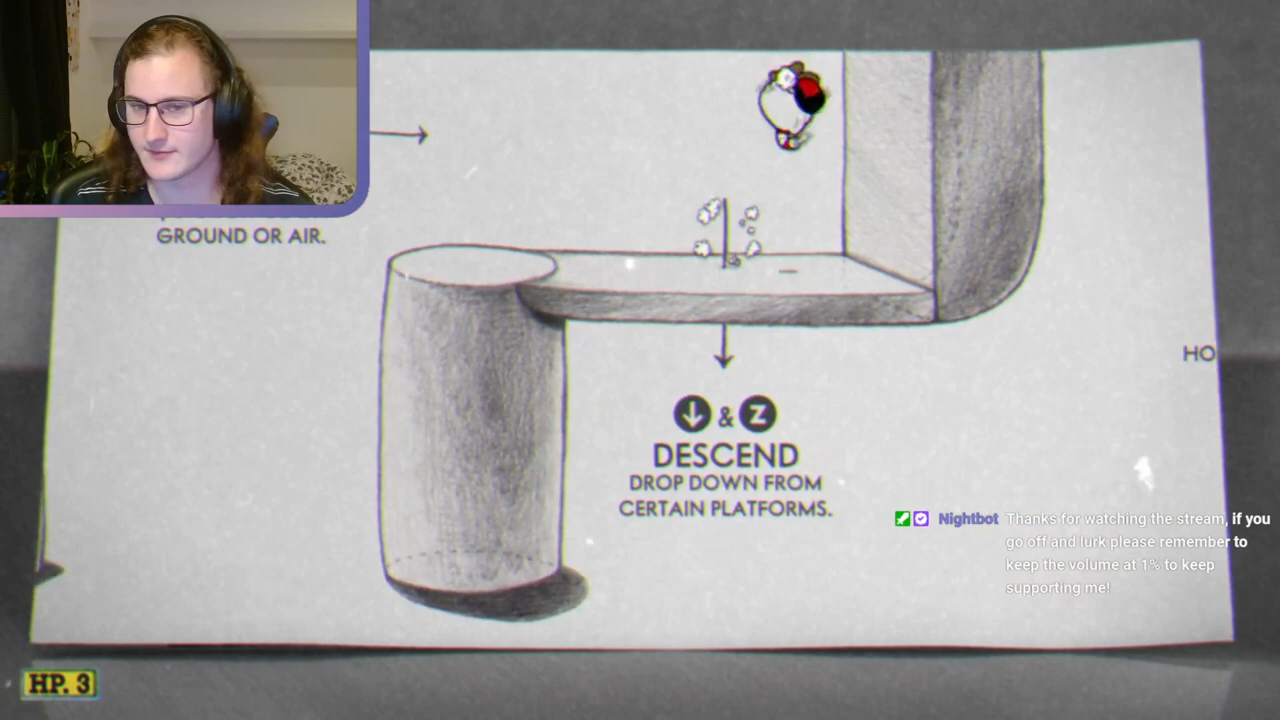 GROUND OR AIR.
HO
↓ & Z
DESCEND
DROP DOWN FROM
CERTAIN PLATFORMS.
Nightbot Thanks for watching the stream, if you
go off and lurk please remember to
keep the volume at 1% to keep
supporting me!
HP. 3